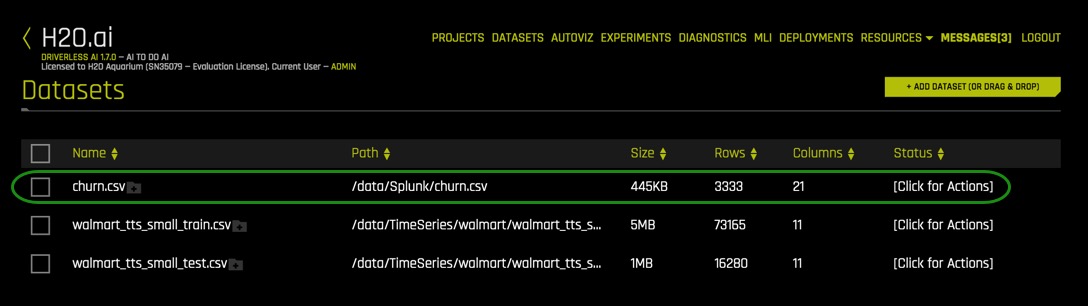 H2O.ai
PROJECTS DATASETS AUTOVIZ EXPERIMENTS DIAGNOSTICS MLI DEPLOYMENTS RESOURCES MESSAGES[3] LOGOUT
DRIVERLESS AI 1.7.0 – AI TO DO AI
Licensed to H2O Aquarium (SN35079 – Evaluation License), Current User – ADMIN
Datasets
+ ADD DATASET (OR DRAG & DROP)
Name Path Size Rows Columns Status
churn.csv /data/Splunk/churn.csv 445KB 3333 21 [Click for Actions]
walmart_tts_small_train.csv /data/TimeSeries/walmart/walmart_tts_s... 5MB 73165 11 [Click for Actions]
walmart_tts_small_test.csv /data/TimeSeries/walmart/walmart_tts_s... 1MB 16280 11 [Click for Actions]